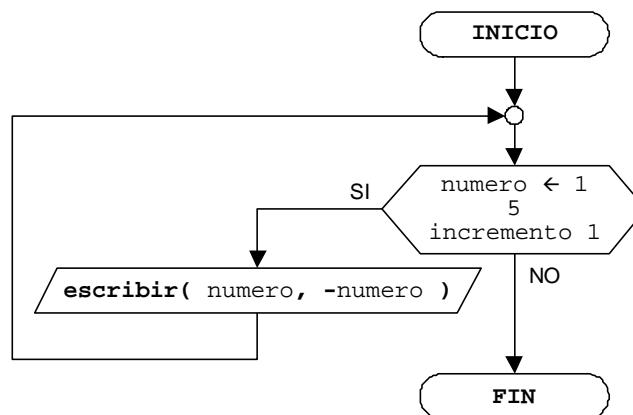 INICIO
numero ← 1
5
incremento 1
SI
escribir( numero, -numero )
NO
FIN